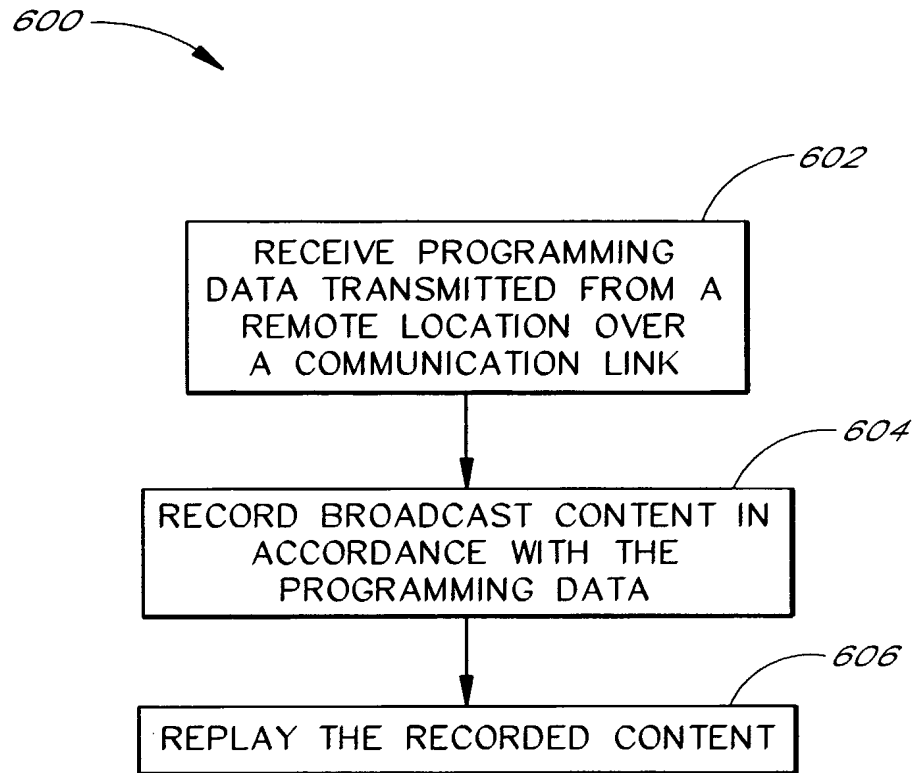 600
602
RECEIVE PROGRAMMING
DATA TRANSMITTED FROM A
REMOTE LOCATION OVER
A COMMUNICATION LINK
604
RECORD BROADCAST CONTENT IN
ACCORDANCE WITH THE
PROGRAMMING DATA
606
REPLAY THE RECORDED CONTENT